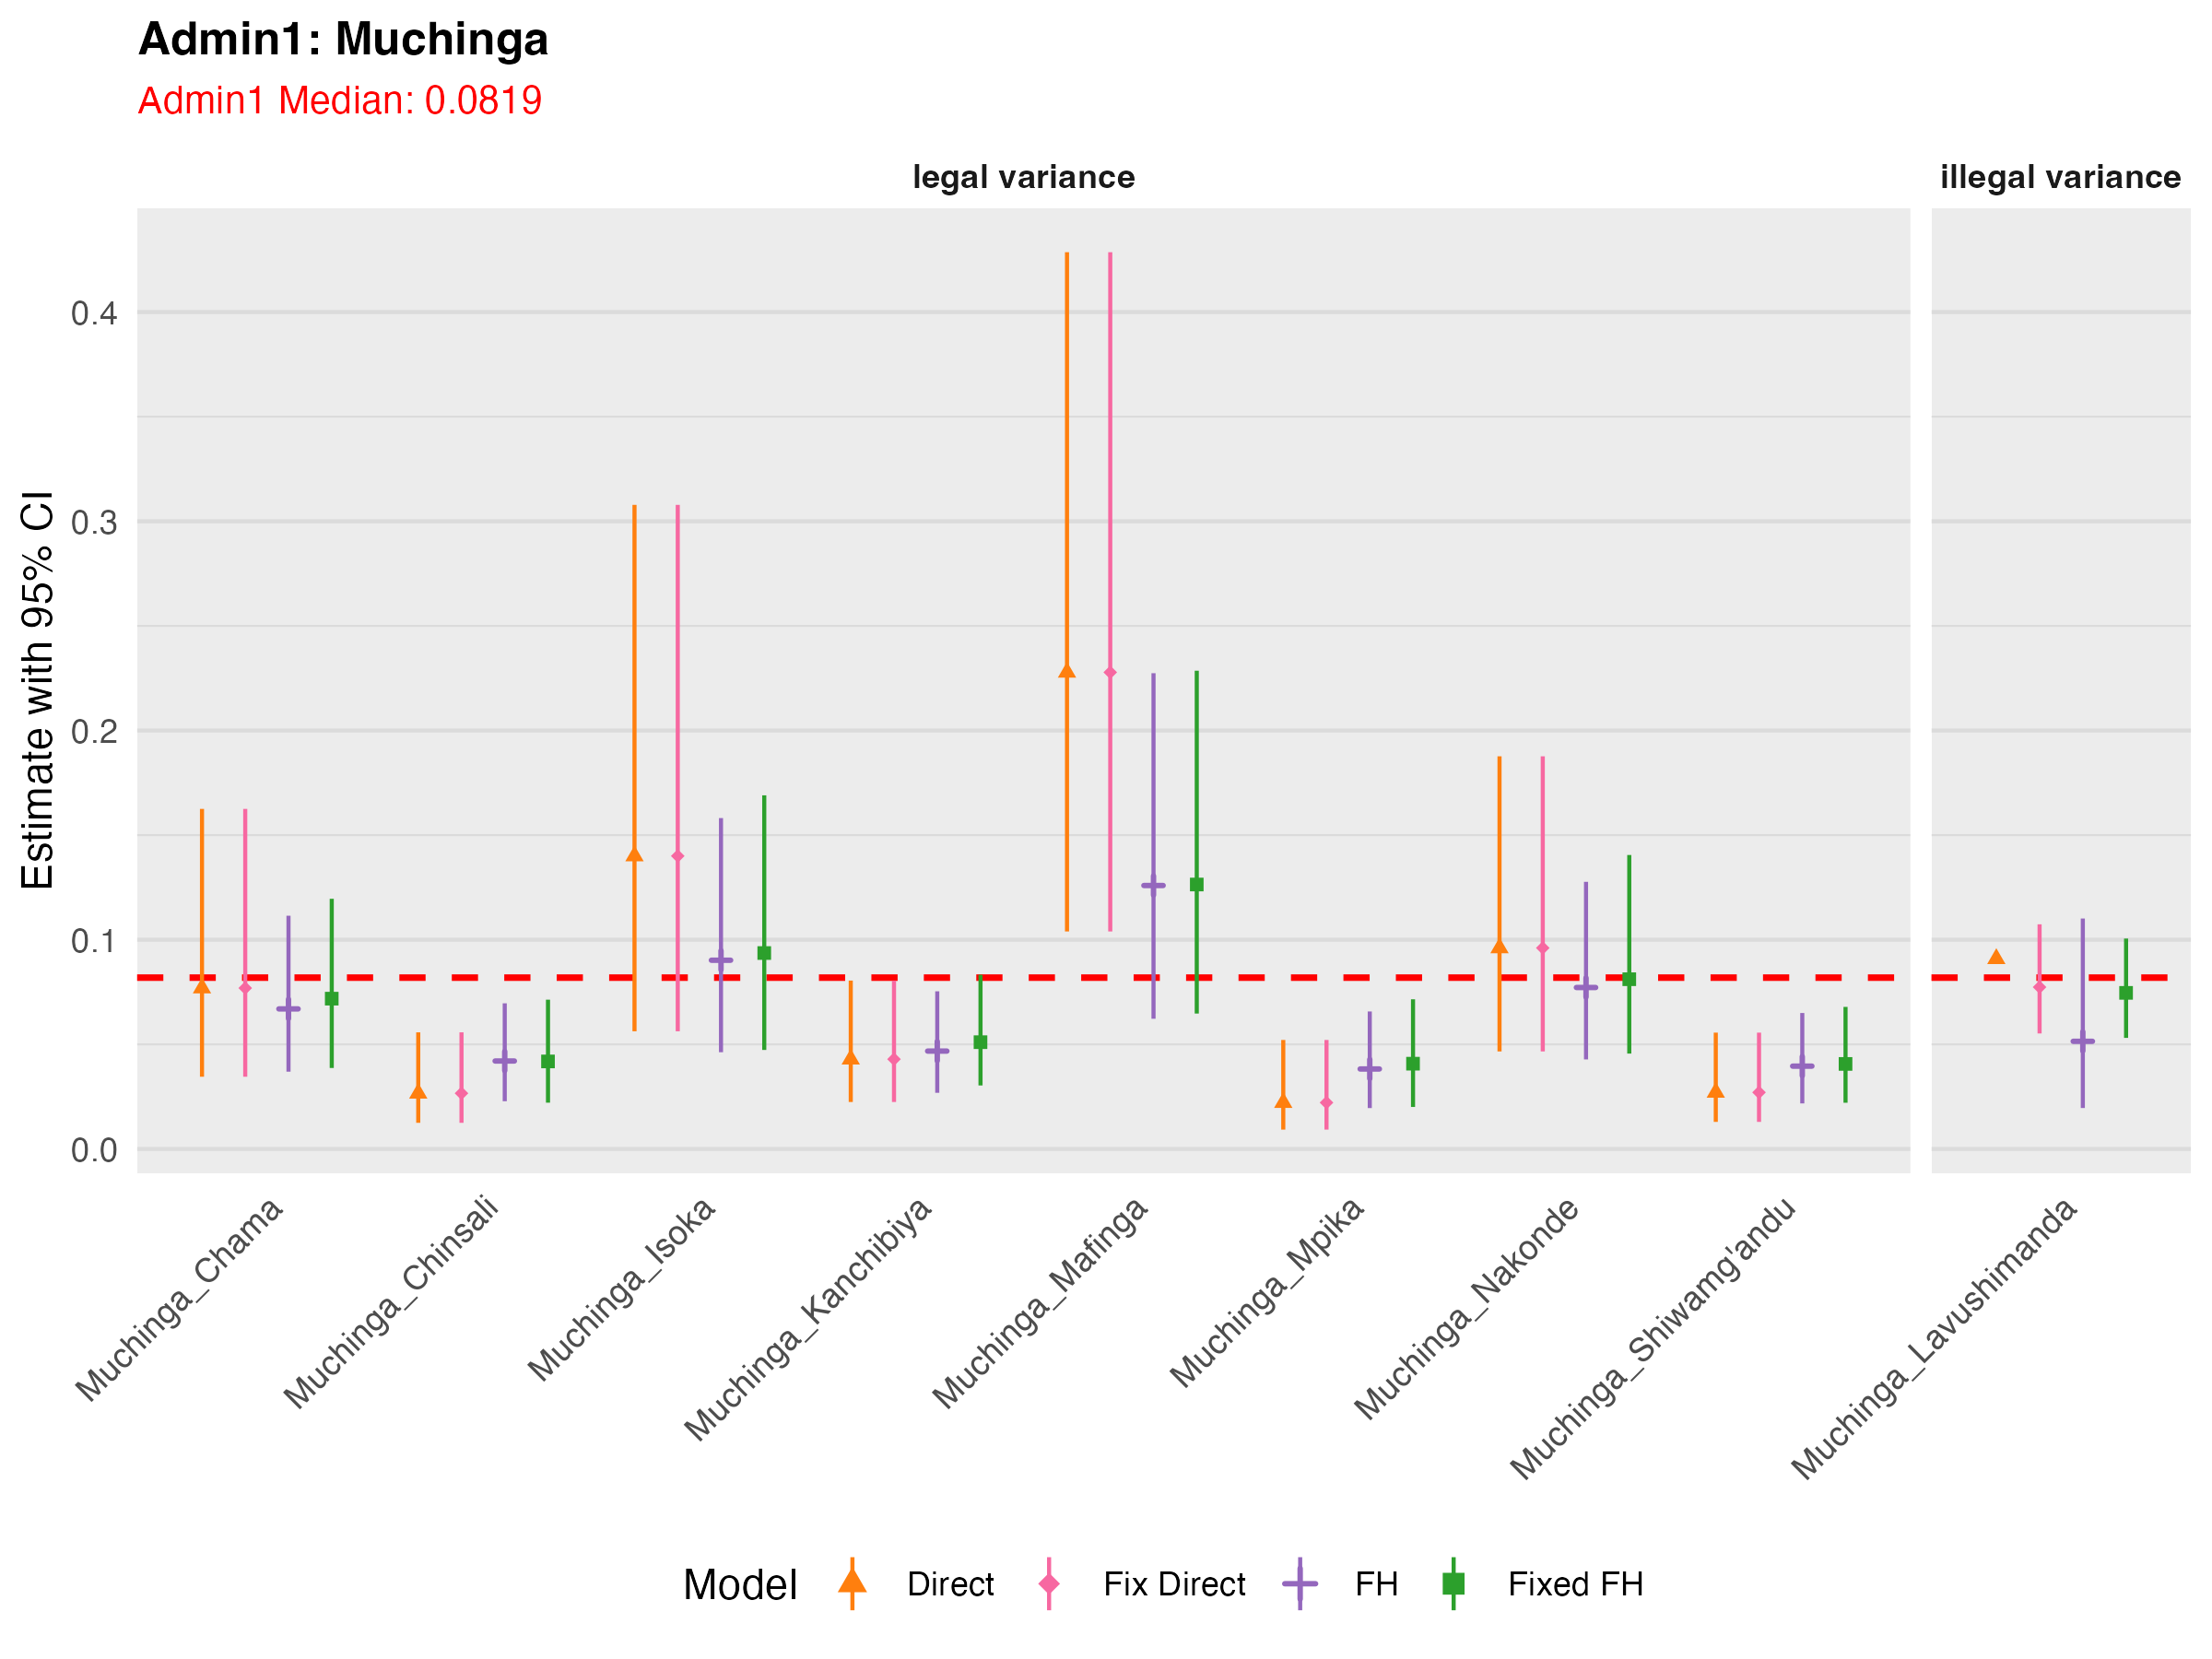 Admin1: Muchinga
Admin1 Median: 0.0819
legal variance
illegal variance
Estimate with 95% CI
0.4
0.3
0.2
0.1
0.0
Muchinga_Chama
Muchinga_Chinsali
Muchinga_Isoka
Muchinga_Kanchibiya
Muchinga_Mafinga
Muchinga_Mpika
Muchinga_Nakonde
Muchinga_Shiwamg'andu
Muchinga_Lavushimanda
Model
Direct
Fix Direct
FH
Fixed FH